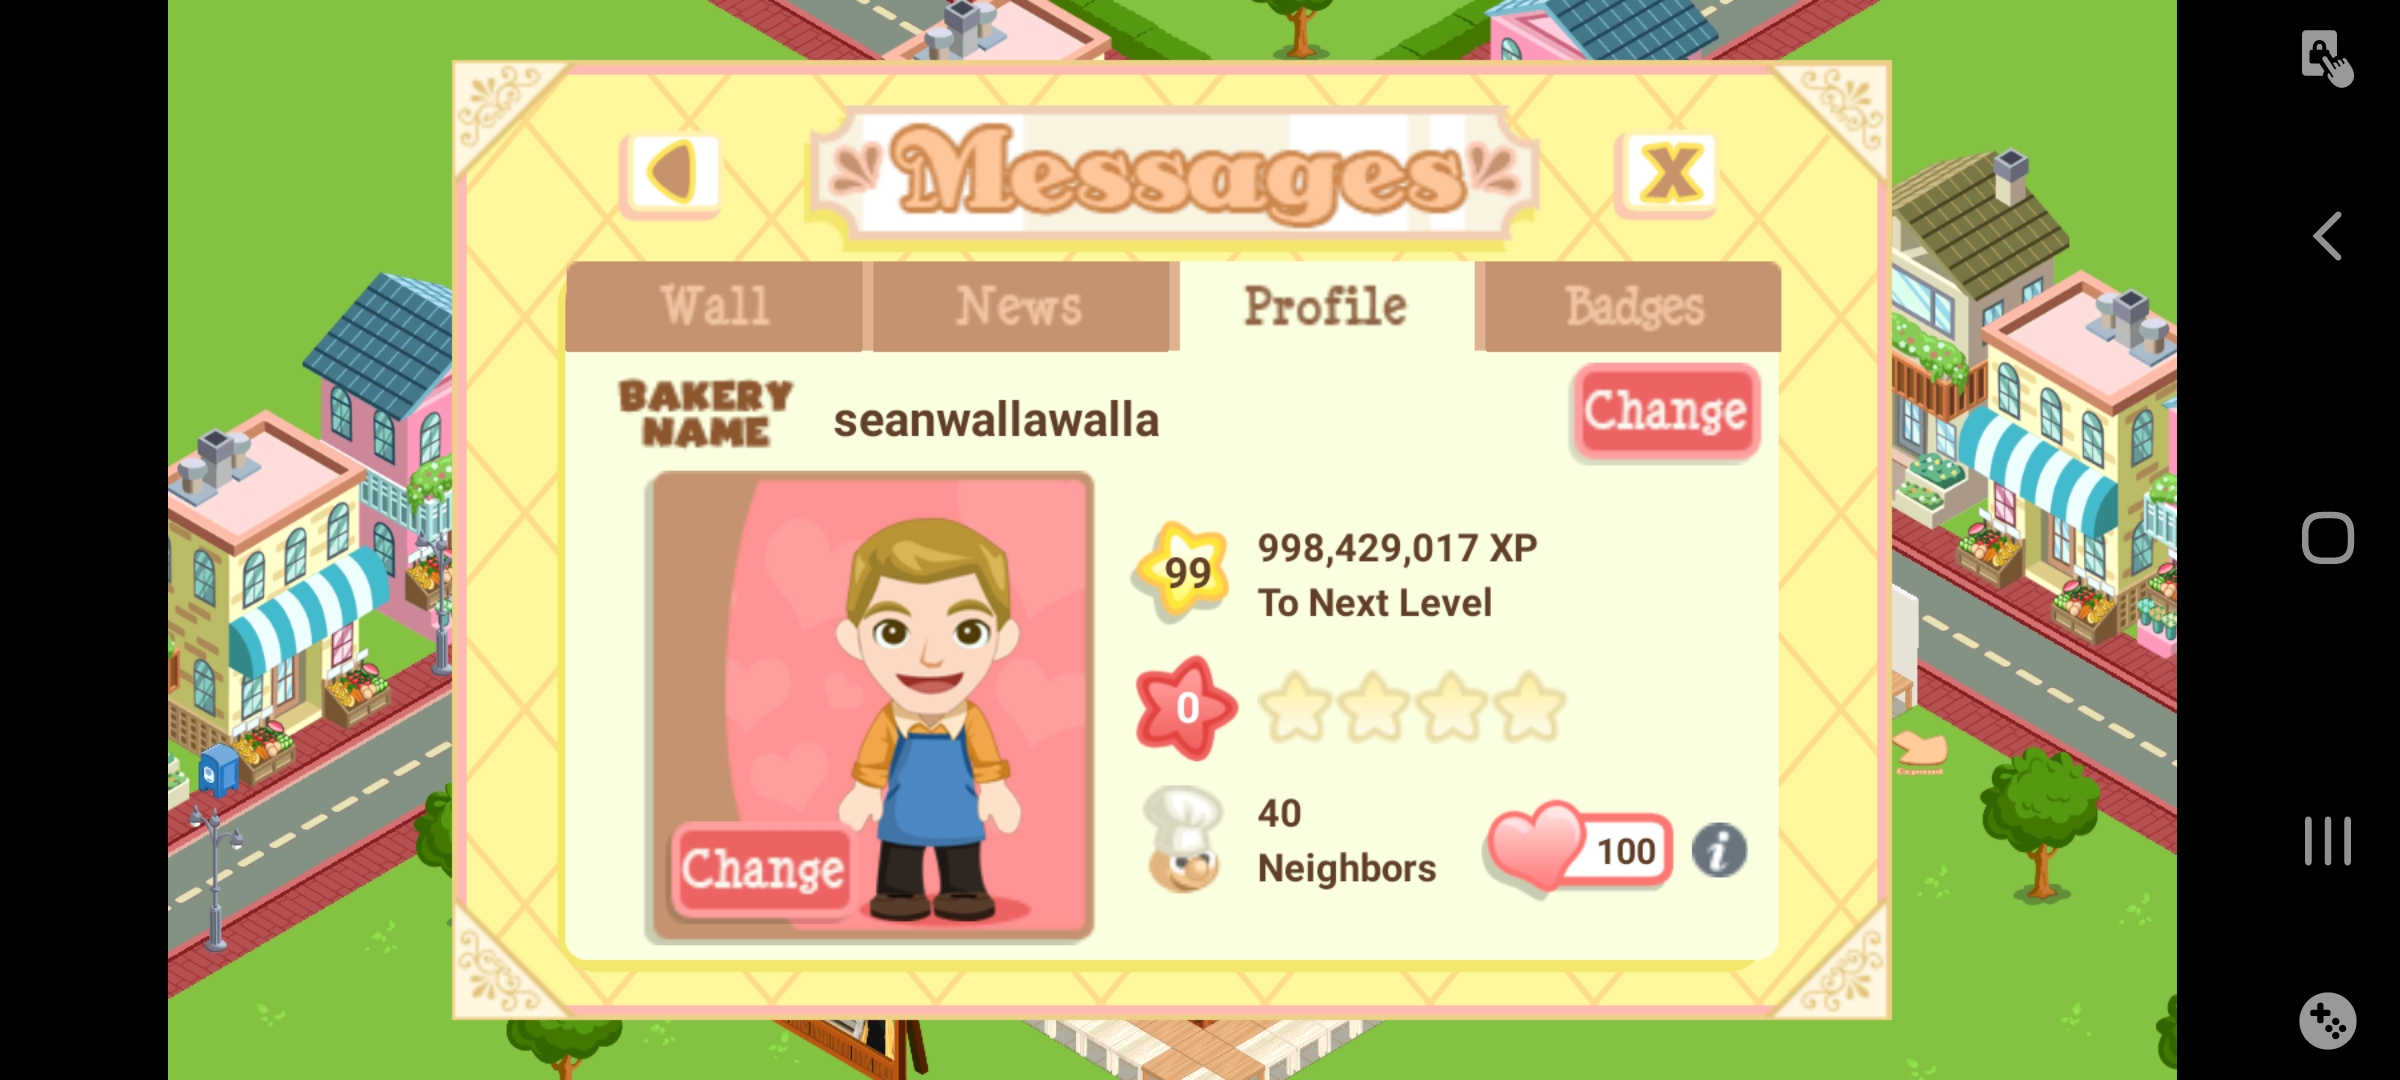 Messages
X
Wall
News
Profile
Badges
BAKERY
NAME
seanwallawalla
Change
99
998,429,017 XP
To Next Level
0
40
Neighbors
100
i
Change
Expand